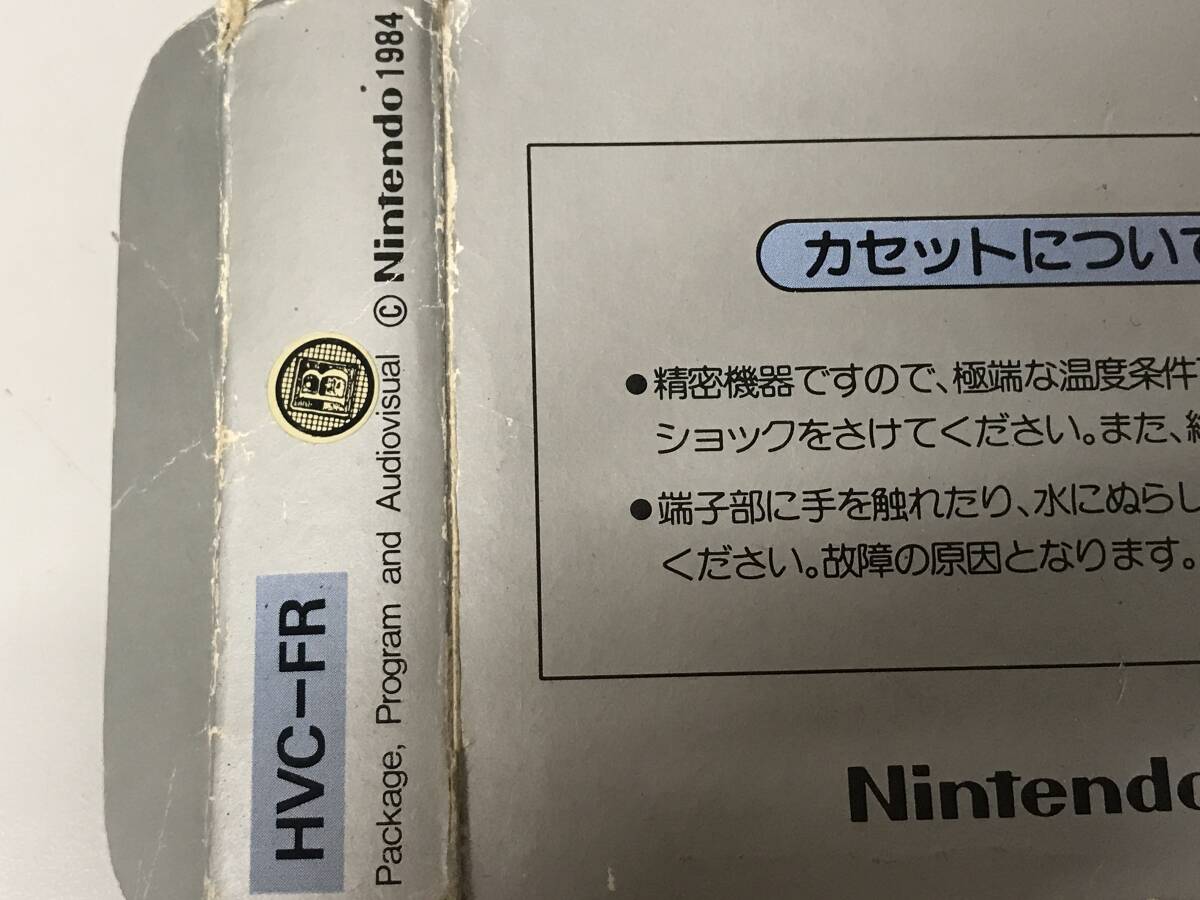 HVC-FR
B
Package, Program and Audiovisual © Nintendo 1984
カセットについて
●精密機器ですので、極端な温度条件
ショックをさけてください。また、
●端子部に手を触れたり、水にぬらし
ください。故障の原因となります。
Nintendo